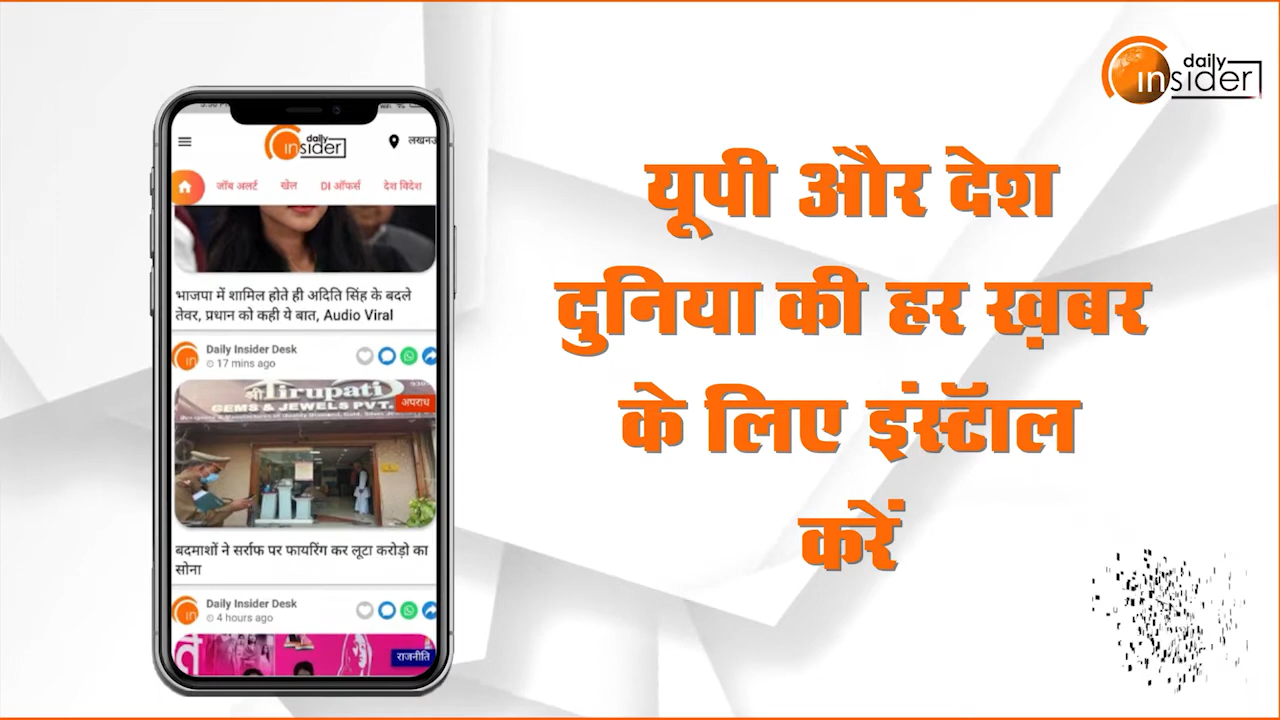 daily
insider
यूपी और देश
दुनिया की हर ख़बर
के लिए इंस्टॉल
करें
daily
insider
लखनऊ
जॉब अलर्ट खेल DI ऑफर्स देश विदेश
भाजपा में शामिल होते ही अदिति सिंह के बदले
तेवर, प्रधान को कही ये बात, Audio Viral
Daily Insider Desk
17 mins ago
श्री Tirupati
GEMS & JEWELS PVT.
अपराध
बदमाशों ने सर्राफ पर फायरिंग कर लूटा करोड़ो का
सोना
Daily Insider Desk
4 hours ago
राजनीति